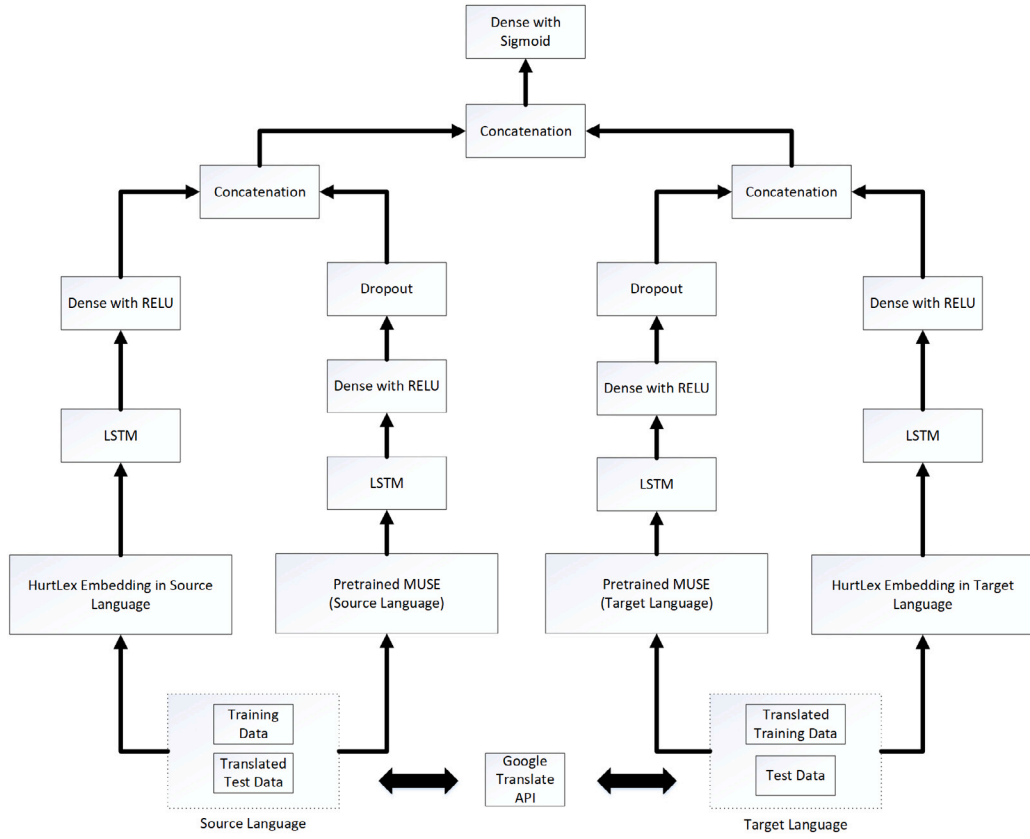 Dense with
Sigmoid
Concatenation
Concatenation
Concatenation
Dense with RELU
Dropout
Dropout
Dense with RELU
Dense with RELU
Dense with RELU
LSTM
LSTM
LSTM
LSTM
HurtLex Embedding in Source
Language
Pretrained MUSE
(Source Language)
Pretrained MUSE
(Target Language)
HurtLex Embedding in Target
Language
Training
Data
Translated
Test Data
Google
Translate
API
Translated
Training Data
Test Data
Source Language
Target Language